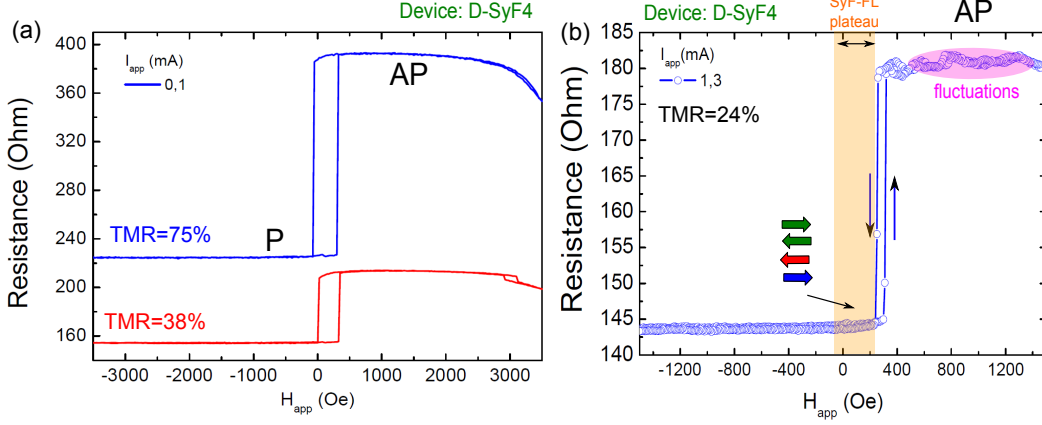 Device: D-SyF4
(a)
I_app (mA)
0,1
AP
P
TMR=75%
TMR=38%
400
360
320
280
240
200
160
-3000
-2000
-1000
0
1000
2000
3000
Resistance (Ohm)
H_app (Oe)
Device: D-SyF4
SyF-FL
plateau
AP
(b)
I_app (mA)
1,3
TMR=24%
fluctuations
185
180
175
170
165
160
155
150
145
140
-1200
-800
-400
0
400
800
1200
Resistance (Ohm)
H_app (Oe)